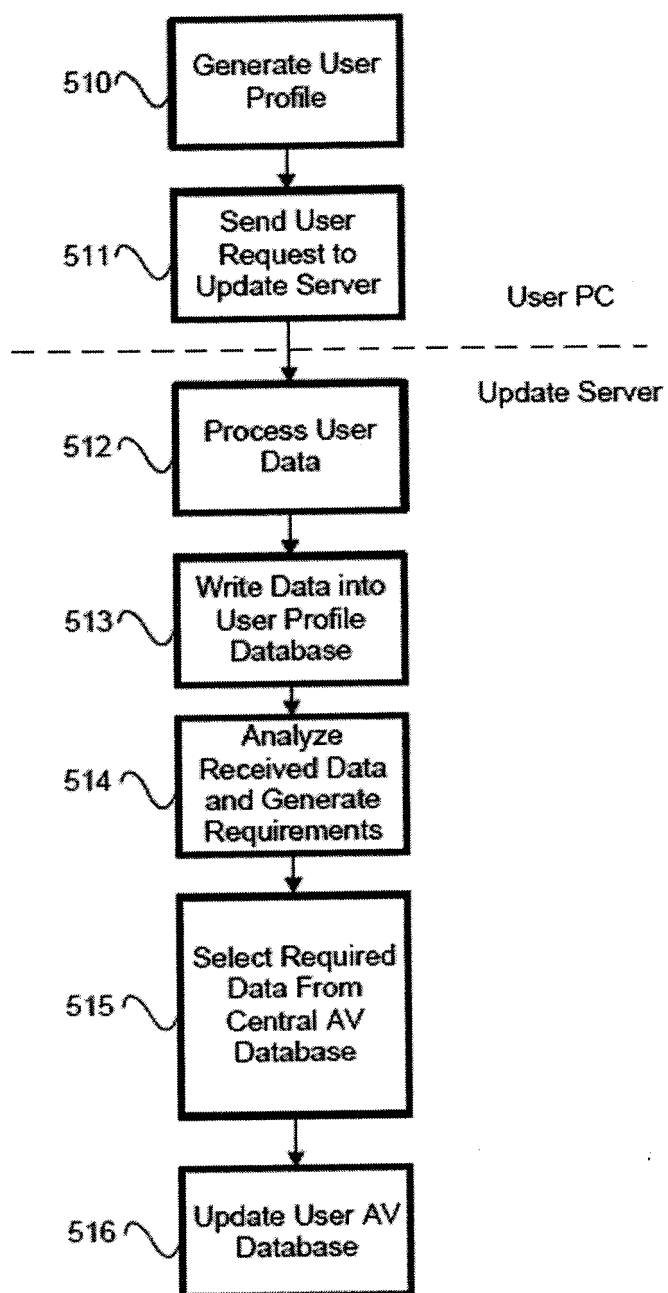 510
Generate User
Profile
511
Send User
Request to
Update Server
User PC
Update Server
512
Process User
Data
513
Write Data into
User Profile
Database
514
Analyze
Received Data
and Generate
Requirements
515
Select Required
Data From
Central AV
Database
516
Update User AV
Database